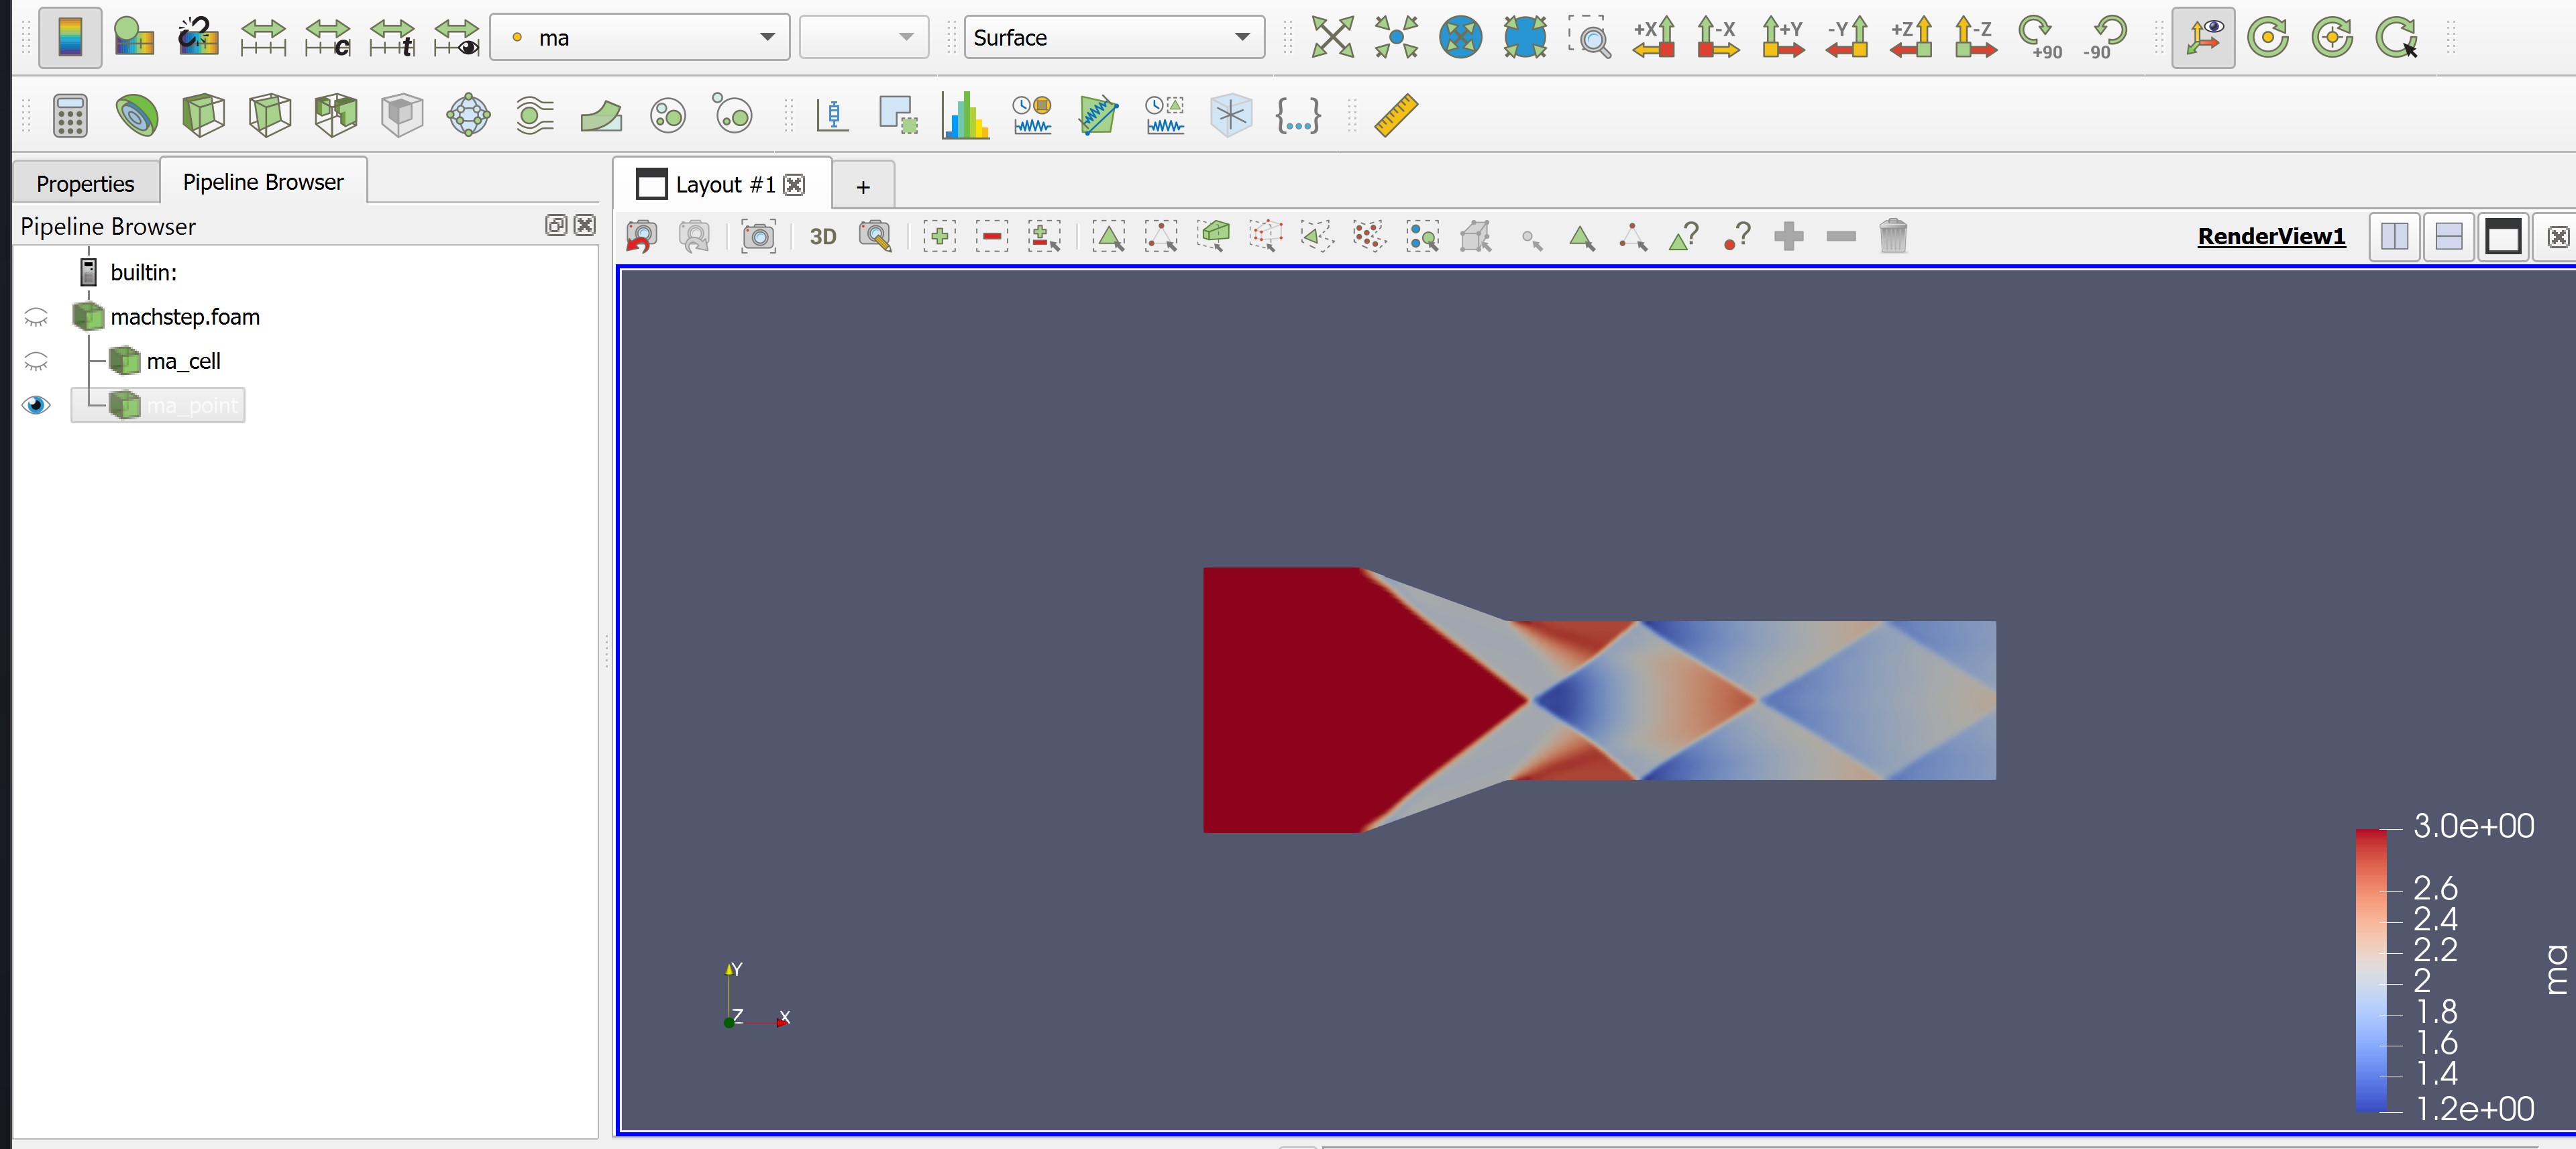 ma
Surface
+X
-X
+Y
-Y
+Z
-Z
+90
-90
c
t
{...}
Properties
Pipeline Browser
Layout #1
+
Pipeline Browser
3D
? ?
RenderView1
builtin:
machstep.foam
ma_cell
ma_point
3.0e+00
2.6
2.4
2.2
2
1.8
1.6
1.4
1.2e+00
ma
Y
Z
X